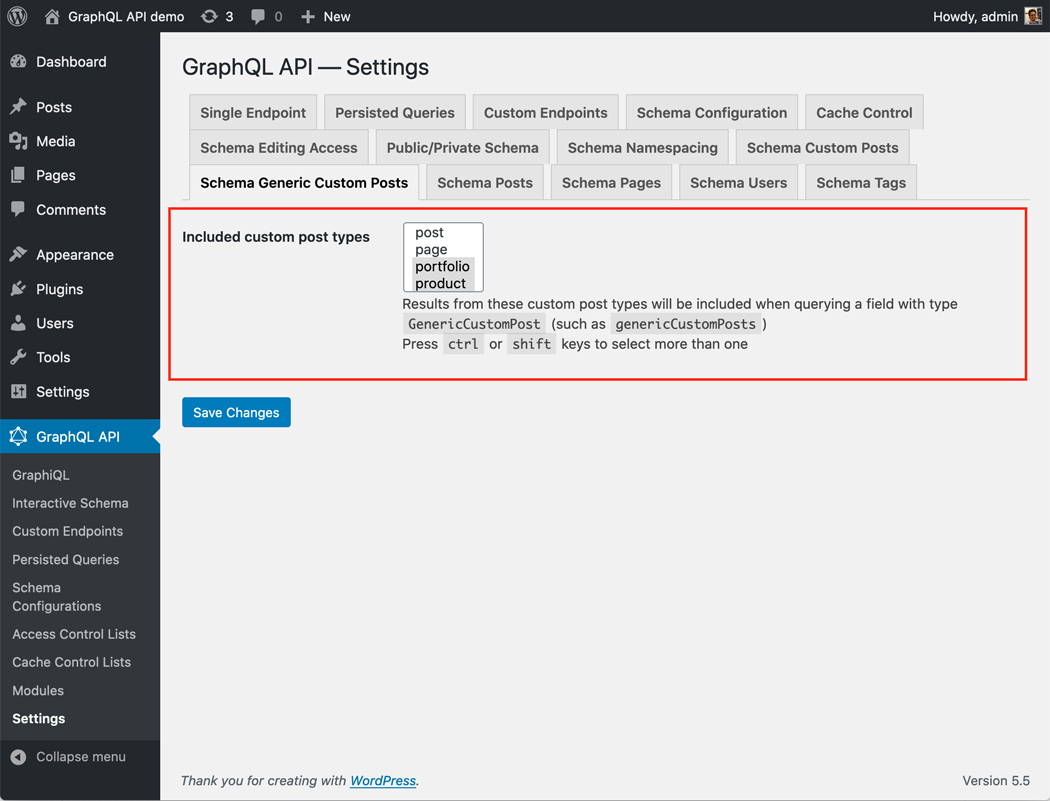 GraphQL API demo 3 0 New Howdy, admin
Dashboard
Posts
Media
Pages
Comments
Appearance
Plugins
Users
Tools
Settings
GraphQL API
GraphiQL
Interactive Schema
Custom Endpoints
Persisted Queries
Schema
Configurations
Access Control Lists
Cache Control Lists
Modules
Settings
Collapse menu
GraphQL API — Settings
Single Endpoint Persisted Queries Custom Endpoints Schema Configuration Cache Control
Schema Editing Access Public/Private Schema Schema Namespacing Schema Custom Posts
Schema Generic Custom Posts Schema Posts Schema Pages Schema Users Schema Tags
Included custom post types
post
page
portfolio
product
Results from these custom post types will be included when querying a field with type
GenericCustomPost (such as genericCustomPosts )
Press ctrl or shift keys to select more than one
Save Changes
Thank you for creating with WordPress. Version 5.5